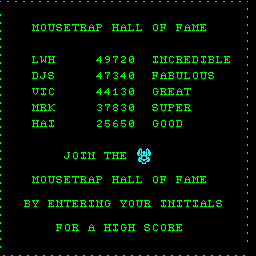 MOUSETRAP HALL OF FAME
LWH 49720 INCREDIBLE
DJS 47340 FABULOUS
VIC 44130 GREAT
MRK 37830 SUPER
HAI 25650 GOOD
JOIN THE
MOUSETRAP HALL OF FAME
BY ENTERING YOUR INITIALS
FOR A HIGH SCORE